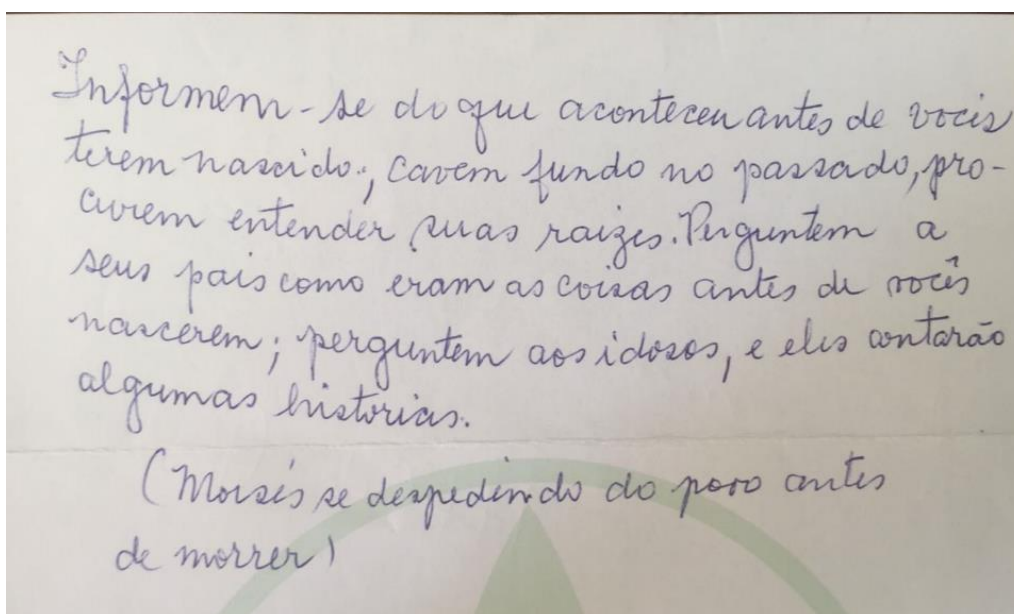 Informem-se do que aconteceu antes de vocês
terem nascido; cavem fundo no passado, pro-
curem entender suas raizes. Perguntem a
seus pais como eram as coisas antes de vocês
nascerem; perguntem aos idosos, e eles contarão
algumas historias.
(Moisés se despedindo do povo antes
de morrer)